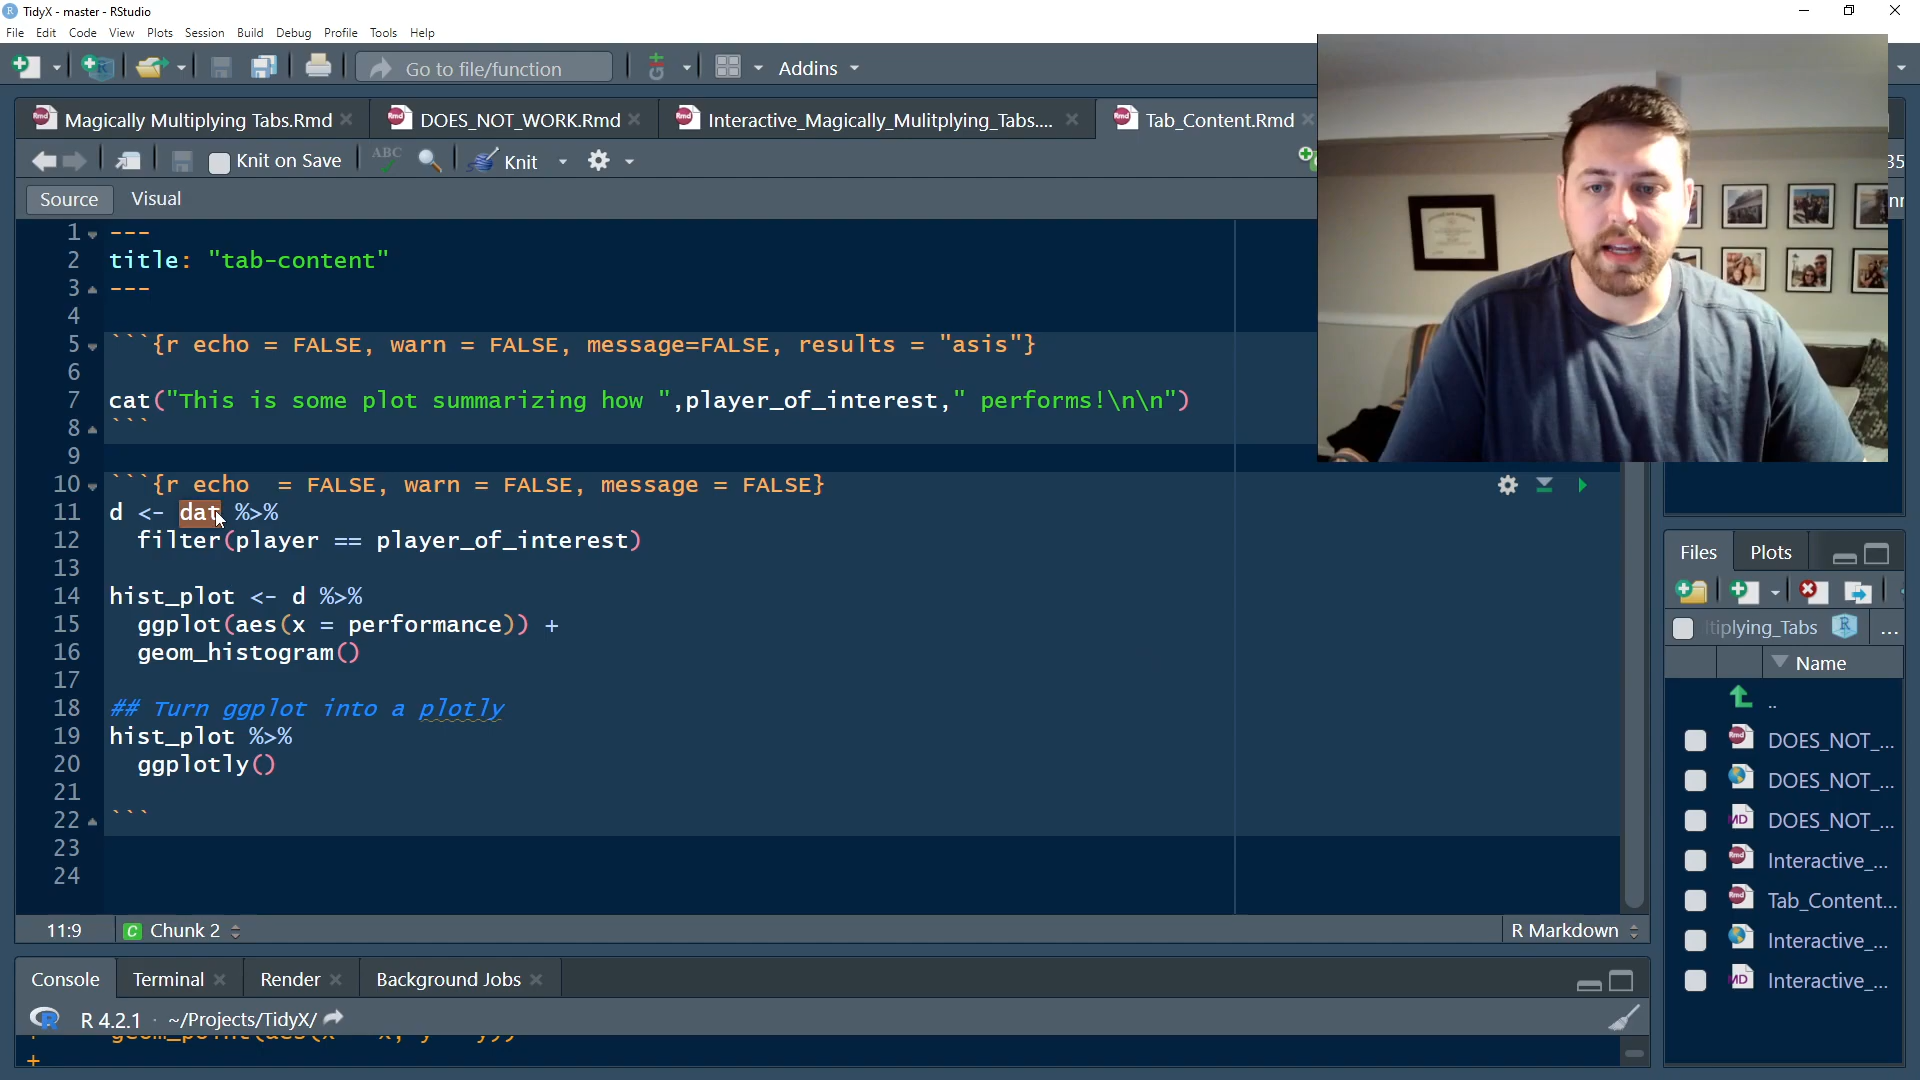 TidyX - master - RStudio
File Edit Code View Plots Session Build Debug Profile Tools Help
Go to file/function
Addins
Magically Multiplying Tabs.Rmd
DOES_NOT_WORK.Rmd
Interactive_Magically_Mulitplying_Tabs....
Tab_Content.Rmd
Knit on Save
ABC
Knit
Source
Visual
1 ---
2 title: "tab-content"
3 ---
4
5 ```{r echo = FALSE, warn = FALSE, message=FALSE, results = "asis"}
6
7 cat("This is some plot summarizing how ",player_of_interest," performs!\n\n")
8 ```
9
10 ```{r echo  = FALSE, warn = FALSE, message = FALSE}
11 d <- dat %>%
12   filter(player == player_of_interest)
13
14 hist_plot <- d %>%
15   ggplot(aes(x = performance)) +
16   geom_histogram()
17
18 ## Turn ggplot into a plotly
19 hist_plot %>%
20   ggplotly()
21
22 ```
23
24
11:9
Chunk 2
R Markdown
Console
Terminal
Render
Background Jobs
R 4.2.1 · ~/Projects/TidyX/
+
Files
Plots
tiplying_Tabs
...
Name
..
DOES_NOT_...
DOES_NOT_...
DOES_NOT_...
Interactive_...
Tab_Content...
Interactive_...
Interactive_...